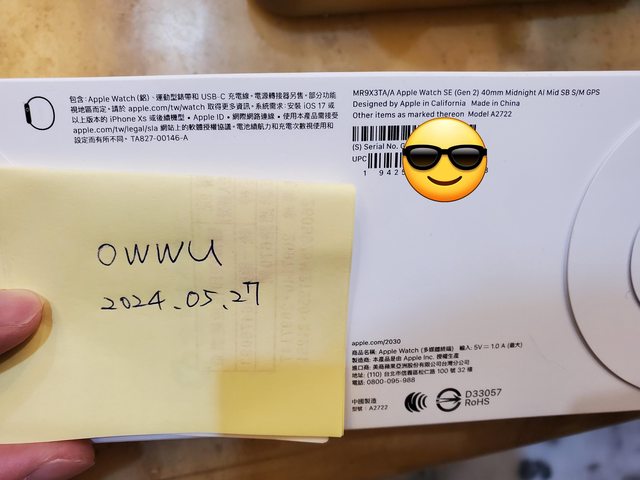 包含: Apple Watch (鋁)、運動型錶帶和 USB-C 充電線。電源轉接器另售。部分功能
視地區而定。請於 apple.com/tw/watch 取得更多資訊。系統需求: 安裝 iOS 17 或
以上版本的 iPhone Xs 或後續機種 • Apple ID • 網際網路連線 • 使用本產品需接受
apple.com/tw/legal/sla 網站上的軟體授權協議。電池續航力和充電次數視使用和
設定而有所不同。TA827-00146-A
MR9X3TA/A Apple Watch SE (Gen 2) 40mm Midnight Al Mid SB S/M GPS
Designed by Apple in California Made in China
Other items as marked thereon Model A2722
(S) Serial No. G
UPC
1 9425
owwu
2024.05.27
apple.com/2030
商品名稱: Apple Watch (多媒體終端) 輸入: 5V⎓1.0 A (最大)
製造商: 本產品是由 Apple Inc. 授權生產
進口商: 美商蘋果亞洲股份有限公司台灣分公司
地址: (110) 台北市信義區松仁路 100 號 32 樓
電話: 0800-095-988
中國製造
型號: A2722
D33057
RoHS